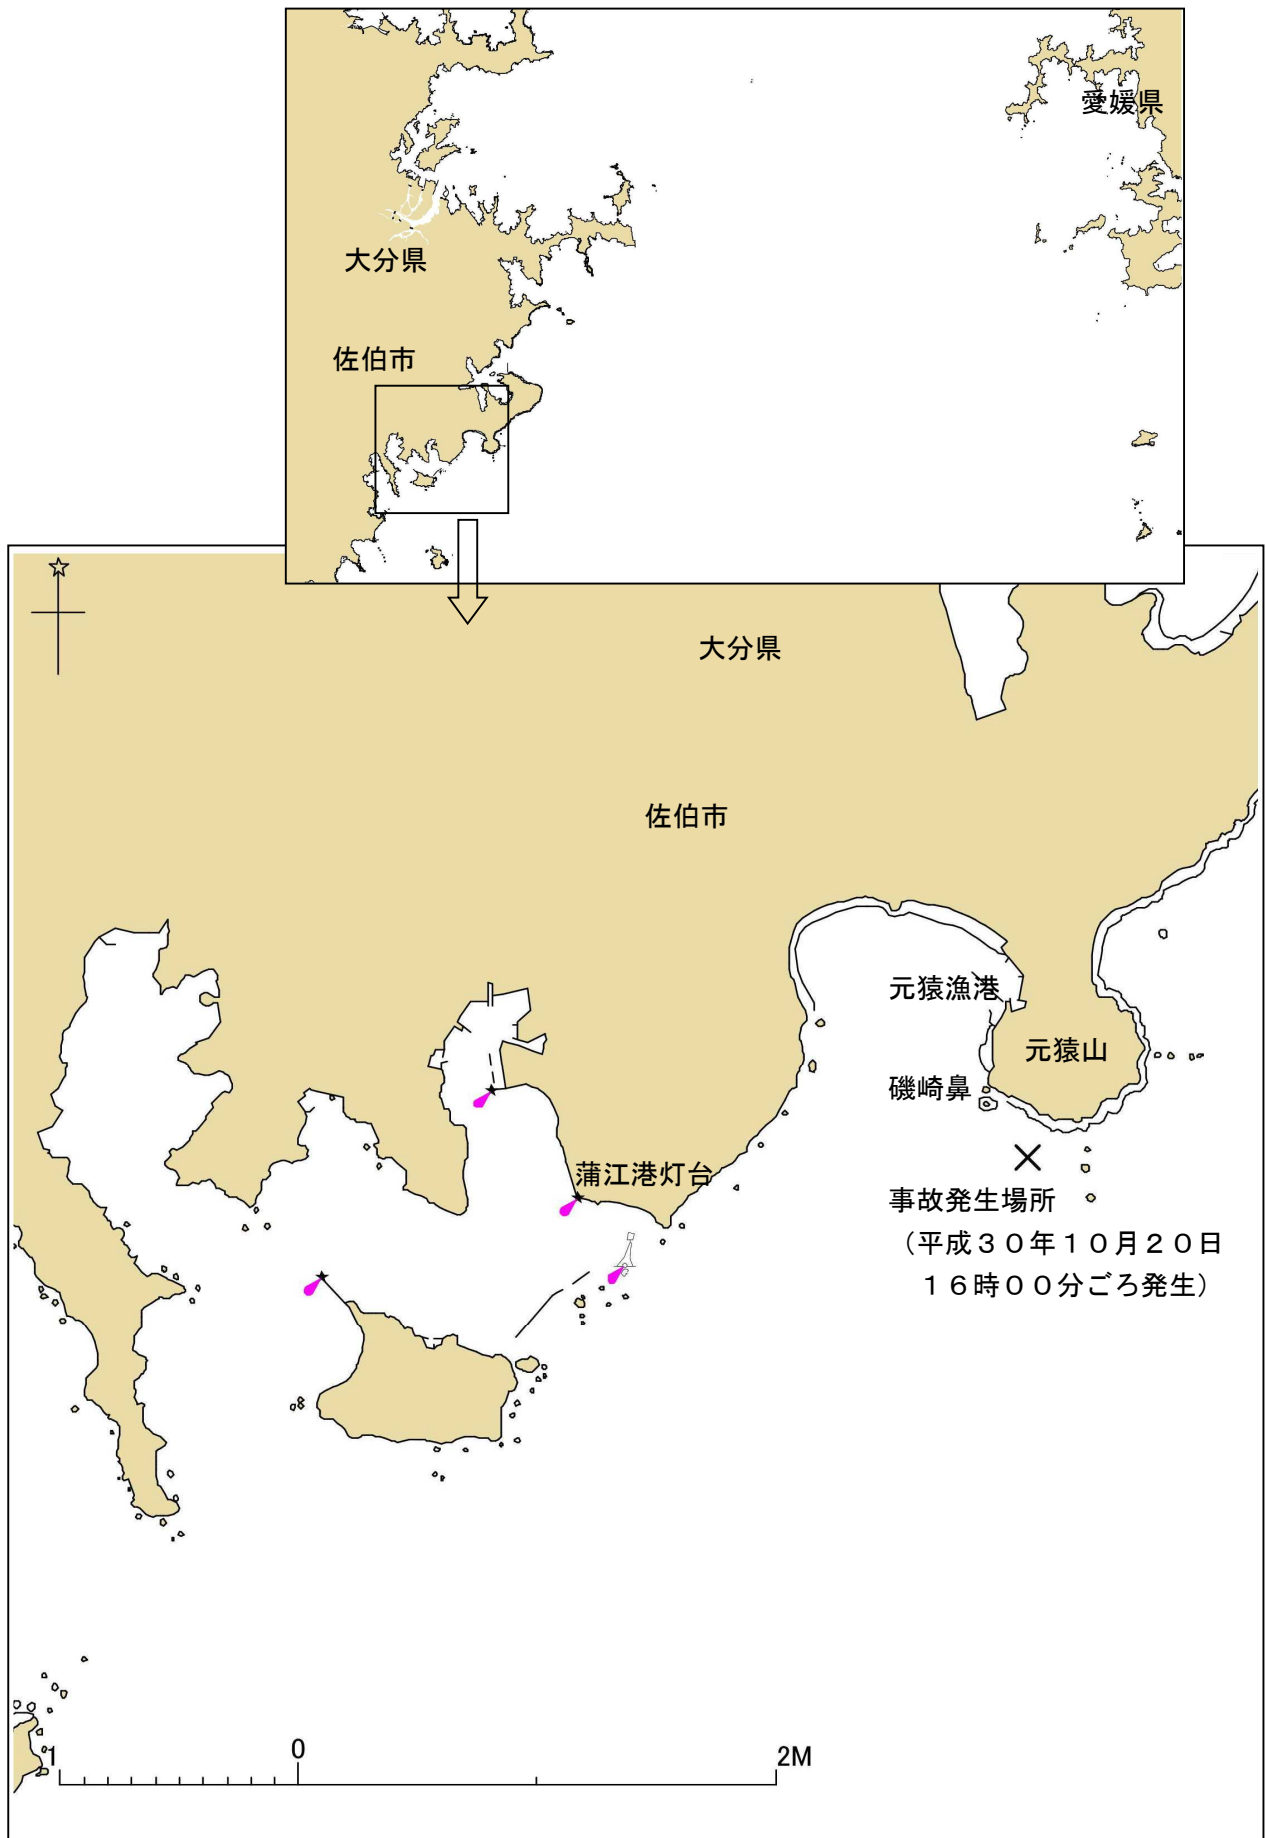 愛媛県
大分県
佐伯市
大分県
佐伯市
元猿漁港
元猿山
磯崎鼻
蒲江港灯台
事故発生場所
（平成３０年１０月２０日
１６時００分ごろ発生）
1
0
2M